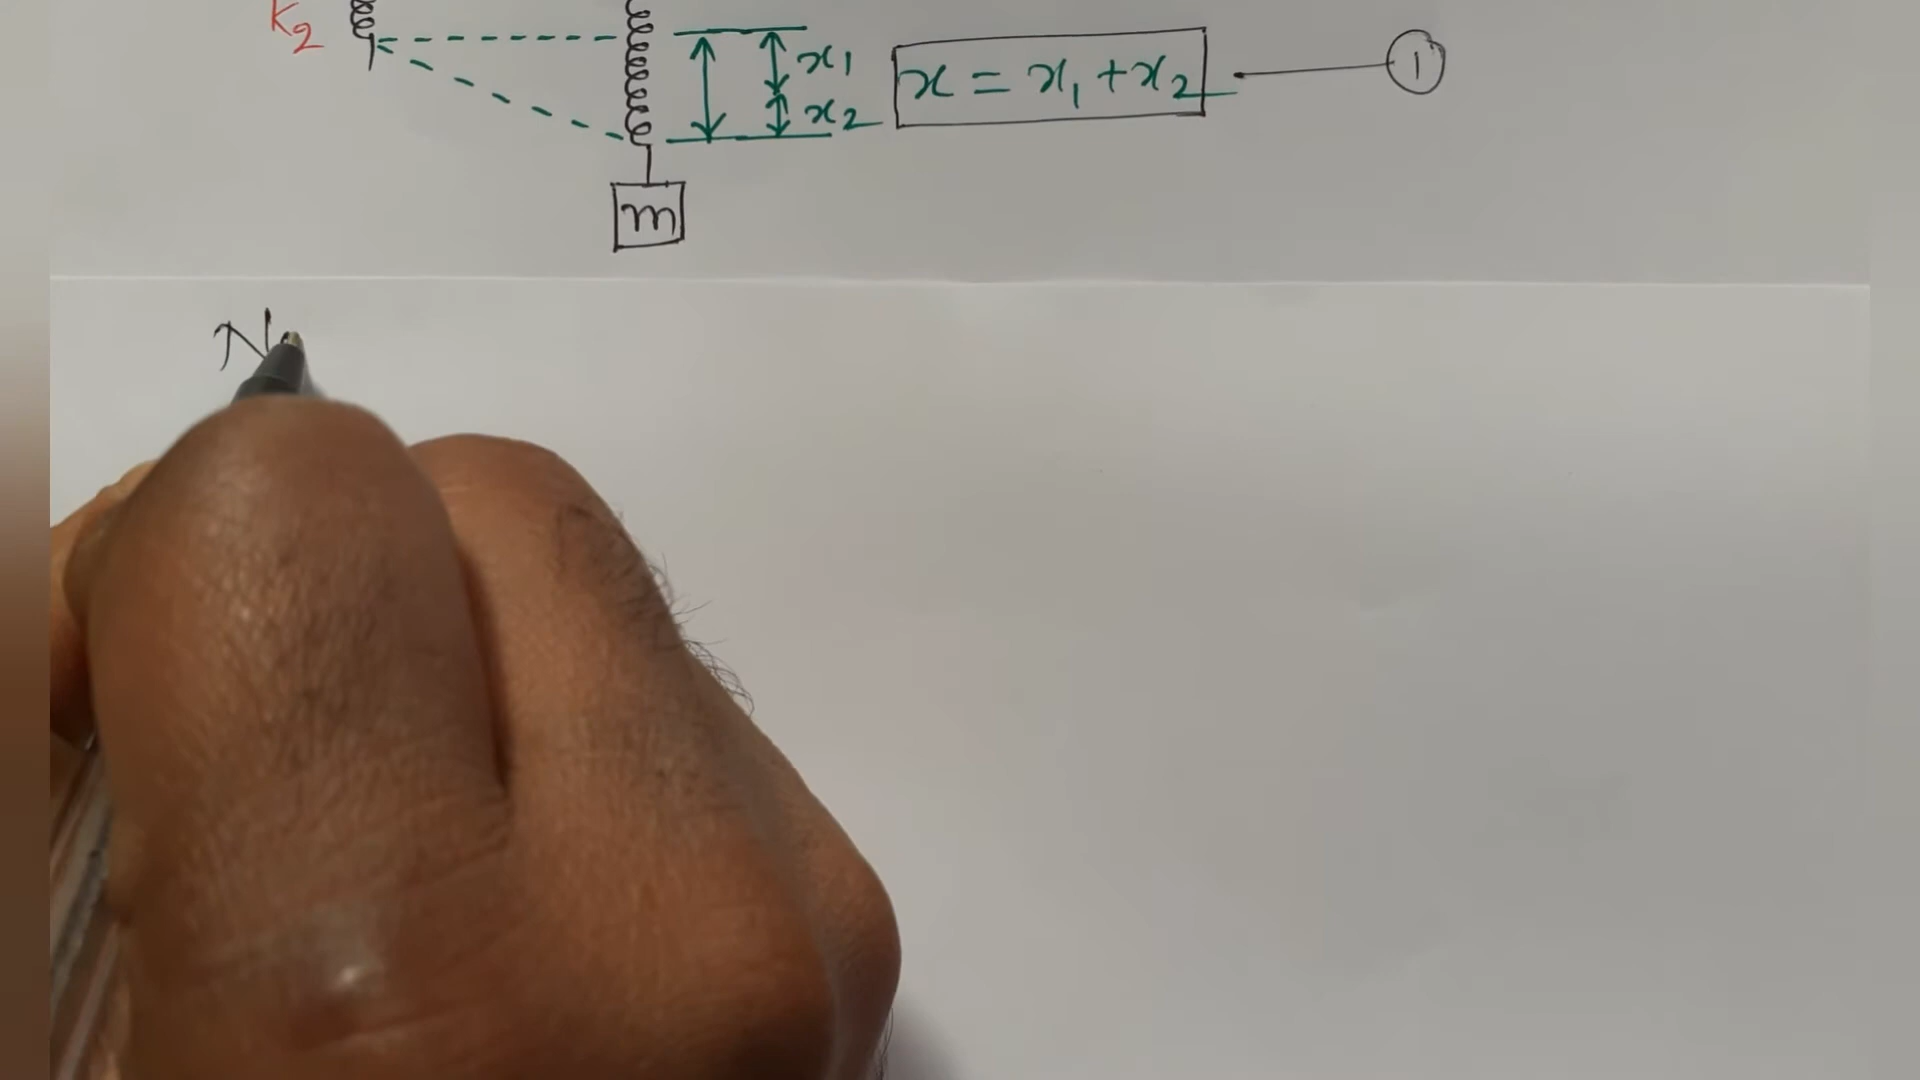 K2
x1
x = x1 + x2
1
x2
m
N